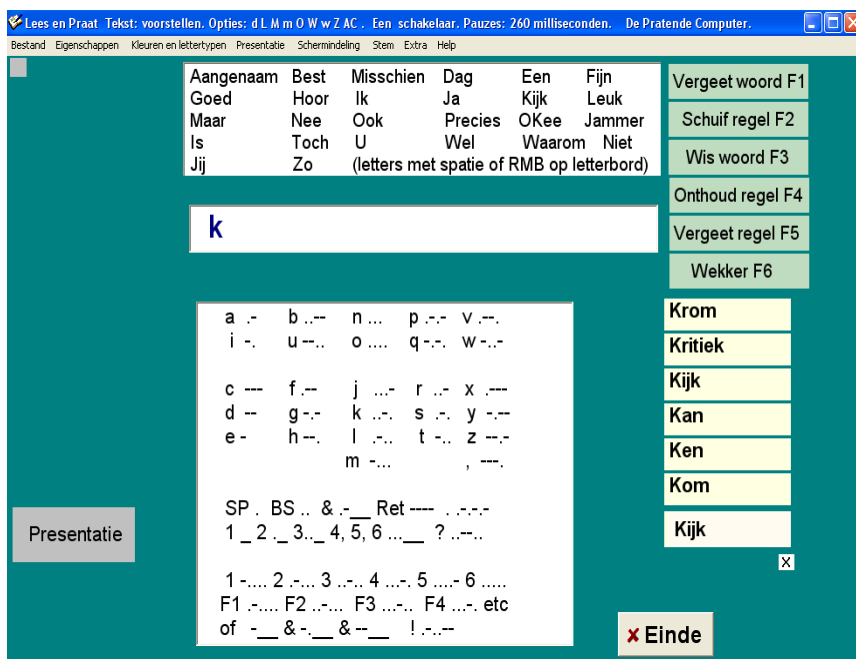 Lees en Praat Tekst: voorstellen. Opties: d L M m O W w Z AC . Een schakelaar. Pauzes: 260 milliseconden. De Pratende Computer.
Bestand Eigenschappen Kleuren en lettertypen Presentatie Schermindeling Stem Extra Help
Aangenaam Best Misschien Dag Een Fijn
Goed Hoor Ik Ja Kijk Leuk
Maar Nee Ook Precies OKee Jammer
Is Toch U Wel Waarom Niet
Jij Zo (letters met spatie of RMB op letterbord)
Vergeet woord F1
Schuif regel F2
Wis woord F3
Onthoud regel F4
Vergeet regel F5
Wekker F6
k
a .- b ..-- n ... p .-.- v .--.
i -. u --.. o .... q -.-. w -..-
c --- f .-- j ...- r ..- x .---
d -- g -.- k ..-. s .-. y -.--
e - h --. l .-.. t -.. z --.-
m -... , ---.
SP . BS .. & .-__ Ret ---- . .-.-.-
1 _ 2 ._ 3.._ 4, 5, 6 ...__ ? ..--..
1 -.... 2 .-... 3 ..-.. 4 ...-. 5 ....- 6 .....
F1 .-.... F2 ..-... F3 ...-.. F4 ...-. etc
of -__ & -.__ & --__ ! .-..--
Krom
Kritiek
Kijk
Kan
Ken
Kom
Kijk
X
Presentatie
Einde